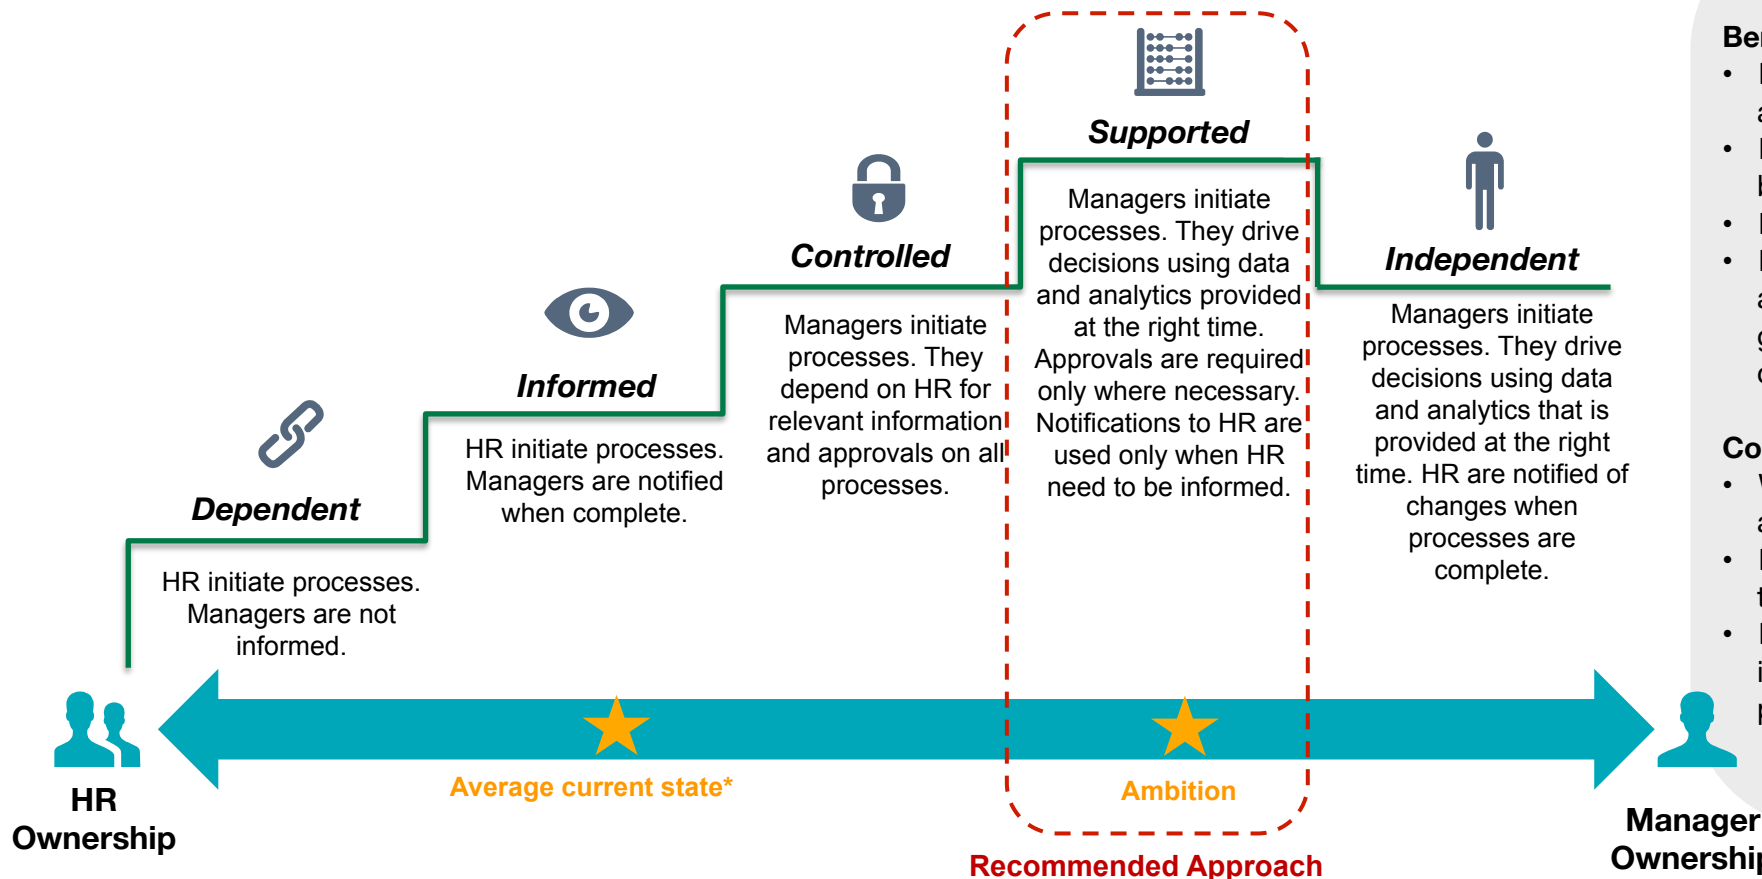 Supported
Managers initiate
processes. They drive
decisions using data
and analytics provided
at the right time.
Approvals are required
only where necessary.
Notifications to HR are
used only when HR
need to be informed.
Controlled
Managers initiate
processes. They
depend on HR for
relevant information
and approvals on all
processes.
Independent
Managers initiate
processes. They drive
decisions using data
and analytics that is
provided at the right
time. HR are notified of
changes when
processes are
complete.
Informed
HR initiate processes.
Managers are notified
when complete.
Dependent
HR initiate processes.
Managers are not
informed.
Average current state*
Ambition
HR
Ownership
Manager
Recommended Approach